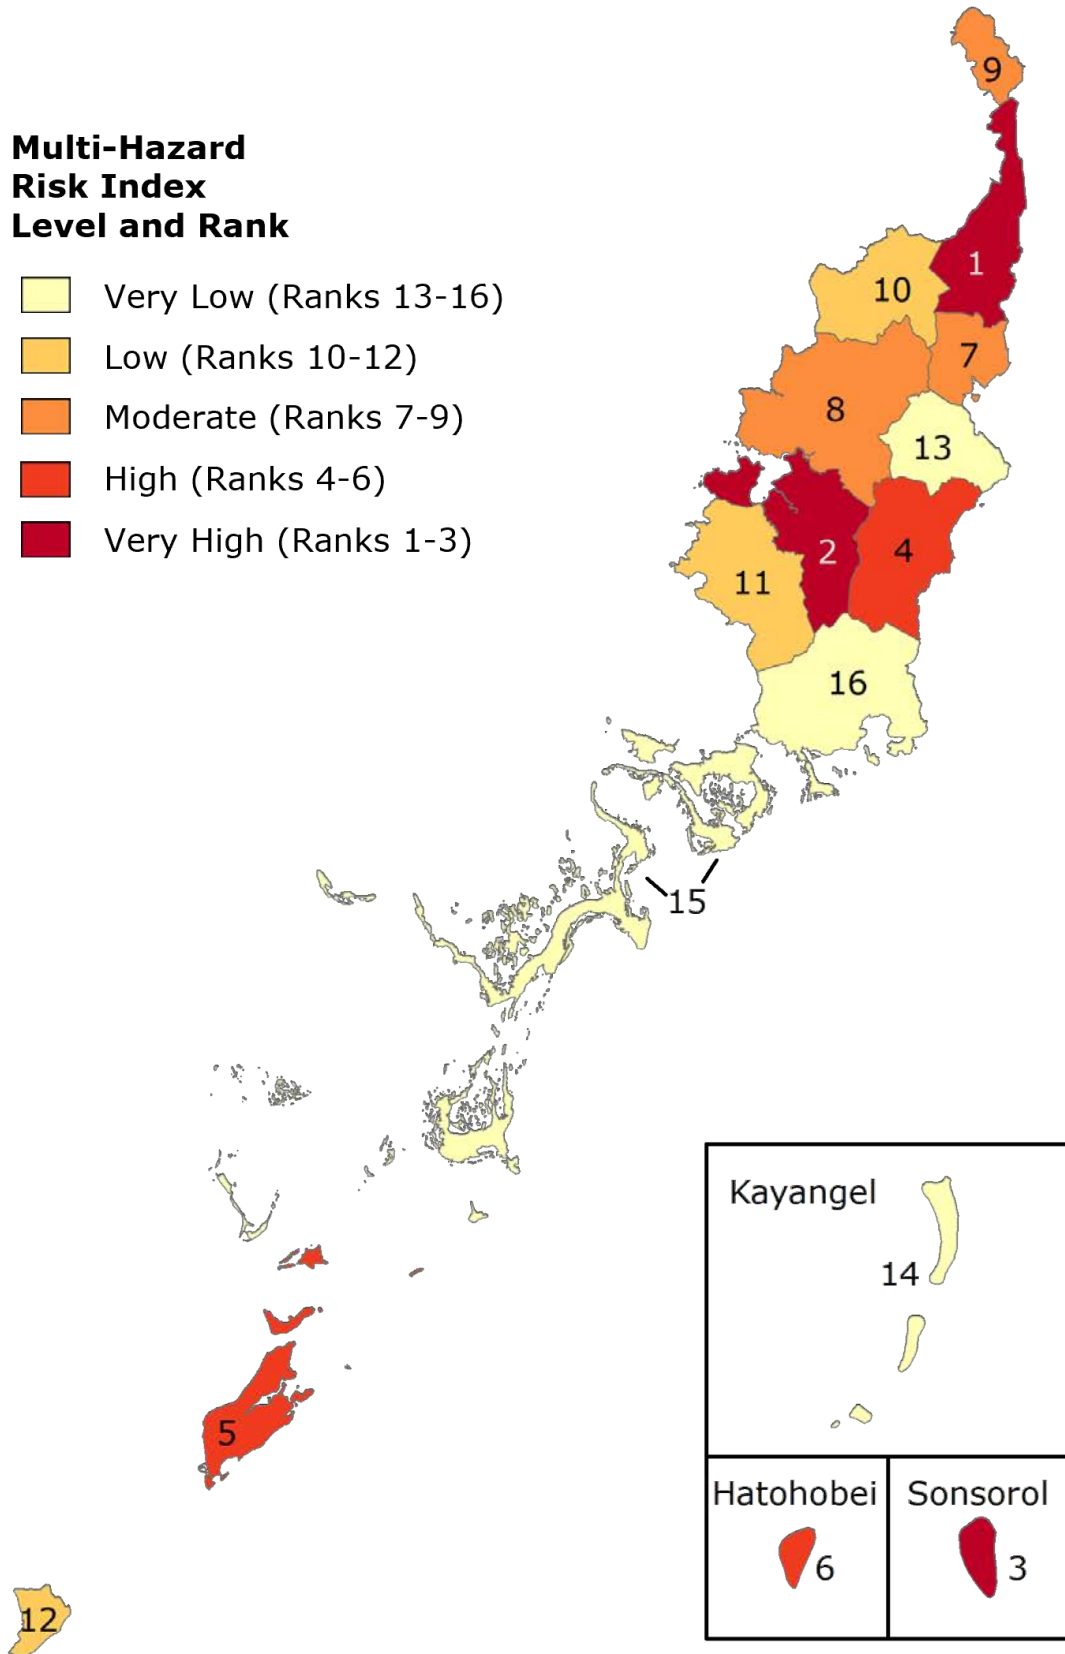 Multi-Hazard
Risk Index
Level and Rank
Very Low (Ranks 13-16)
Low (Ranks 10-12)
Moderate (Ranks 7-9)
High (Ranks 4-6)
Very High (Ranks 1-3)
9
1
10
7
8
13
2
4
11
16
15
Kayangel
14
5
Hatohobei
6
Sonsorol
3
12